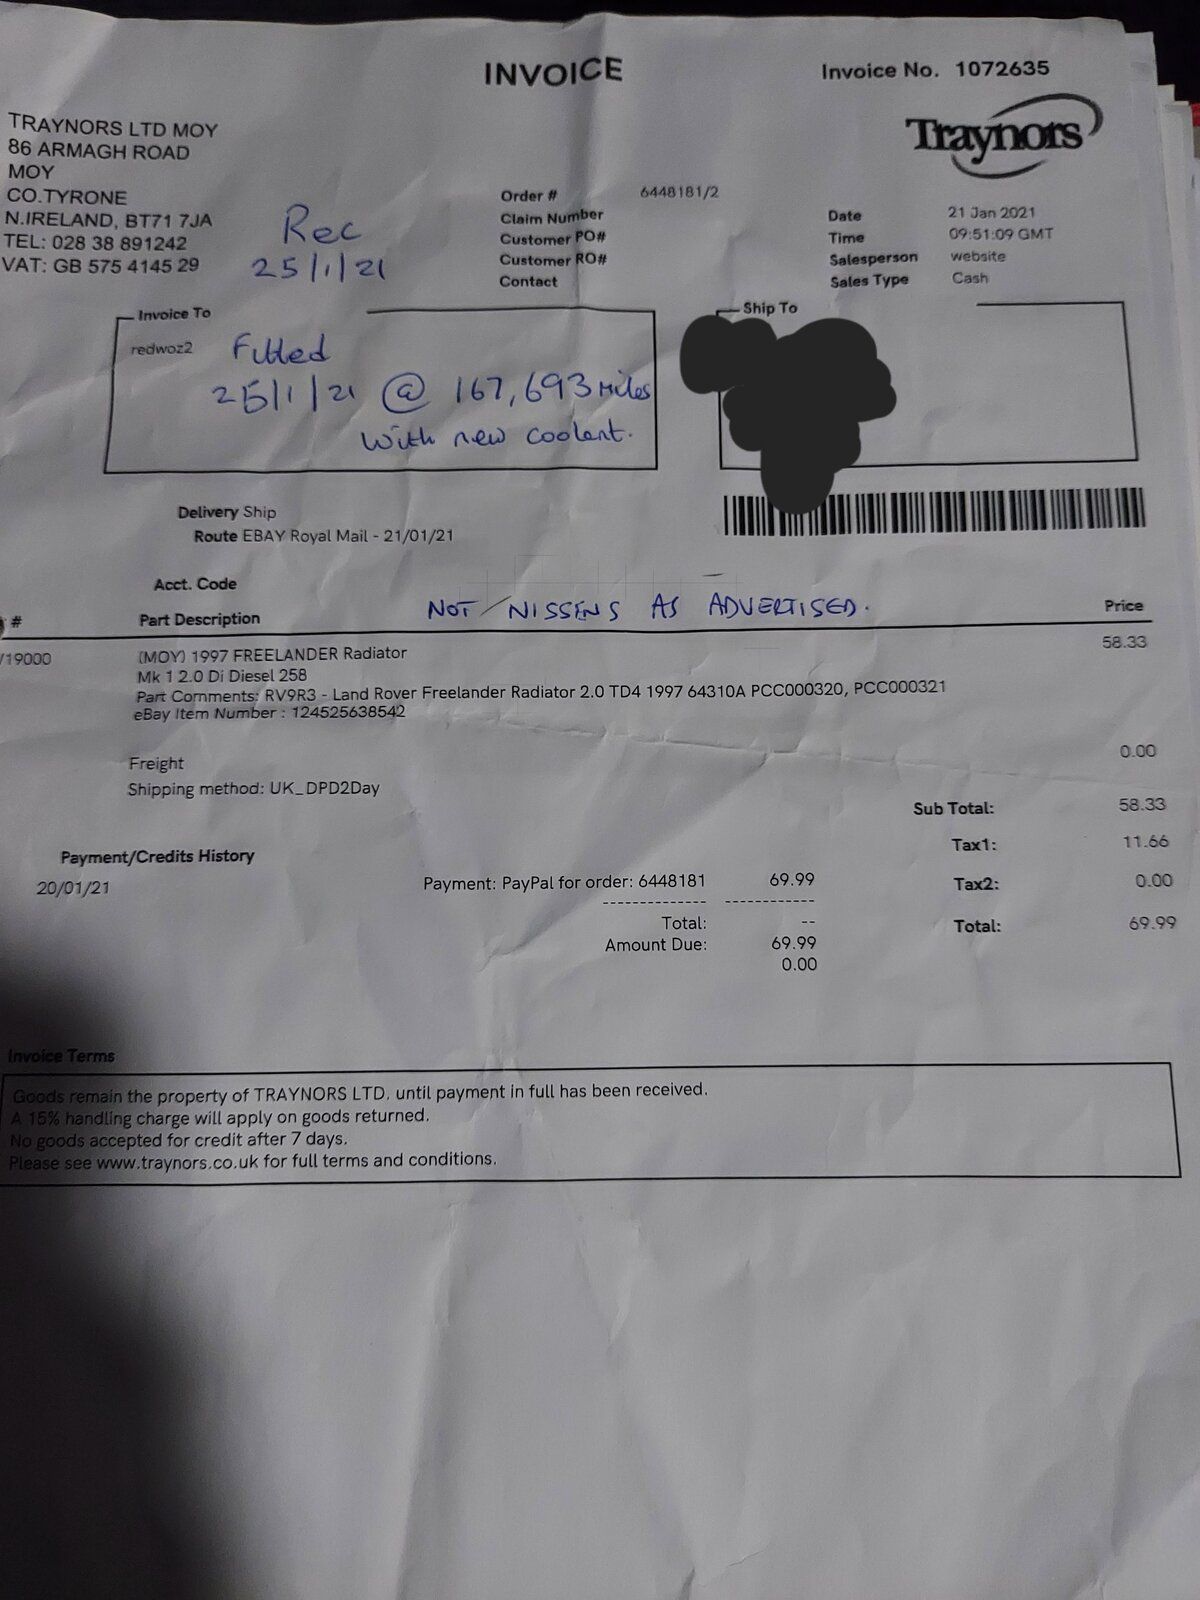 INVOICE
Invoice No. 1072635
Traynors
TRAYNORS LTD MOY
86 ARMAGH ROAD
MOY
CO.TYRONE
N.IRELAND, BT71 7JA
TEL: 028 38 891242
VAT: GB 575 4145 29
Rec
25/1/21
Order # 6448181/2
Claim Number
Customer PO#
Customer RO#
Contact
Date 21 Jan 2021
Time 09:51:09 GMT
Salesperson website
Sales Type Cash
Invoice To
redwoz2
Fitted
25/1/21 @ 167,693 Miles
With new coolant.
Ship To
Delivery Ship
Route EBAY Royal Mail - 21/01/21
Acct. Code
NOT NISSENS AS ADVERTISED.
# Part Description Price
/19000 (MOY) 1997 FREELANDER Radiator 58.33
Mk 1 2.0 Di Diesel 258
Part Comments: RV9R3 - Land Rover Freelander Radiator 2.0 TD4 1997 64310A PCC000320, PCC000321
eBay Item Number : 124525638542
Freight 0.00
Shipping method: UK_DPD2Day
Sub Total: 58.33
Tax1: 11.66
Tax2: 0.00
Total: 69.99
Payment/Credits History
20/01/21 Payment: PayPal for order: 6448181 69.99
-------------- ------------
Total: --
Amount Due: 69.99
0.00
Invoice Terms
Goods remain the property of TRAYNORS LTD. until payment in full has been received.
A 15% handling charge will apply on goods returned.
No goods accepted for credit after 7 days.
Please see www.traynors.co.uk for full terms and conditions.